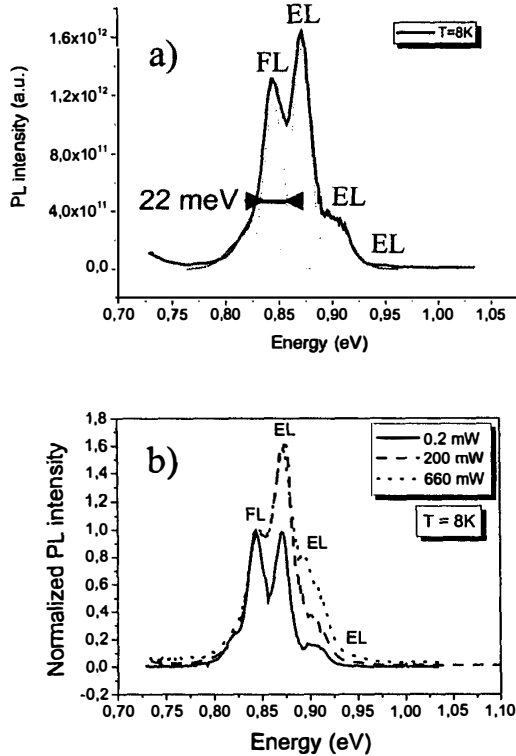 a)
T=8K
EL
FL
EL
EL
22 meV
PL intensity (a.u.)
1,6x10¹²
1,2x10¹²
8,0x10¹¹
4,0x10¹¹
0,0
0,70 0,75 0,80 0,85 0,90 0,95 1,00 1,05
Energy (eV)
b)
EL
FL
EL
EL
0.2 mW
200 mW
660 mW
T = 8K
Normalized PL intensity
1,8
1,6
1,4
1,2
1,0
0,8
0,6
0,4
0,2
0,0
-0,2
0,70 0,75 0,80 0,85 0,90 0,95 1,00 1,05 1,10
Energy (eV)